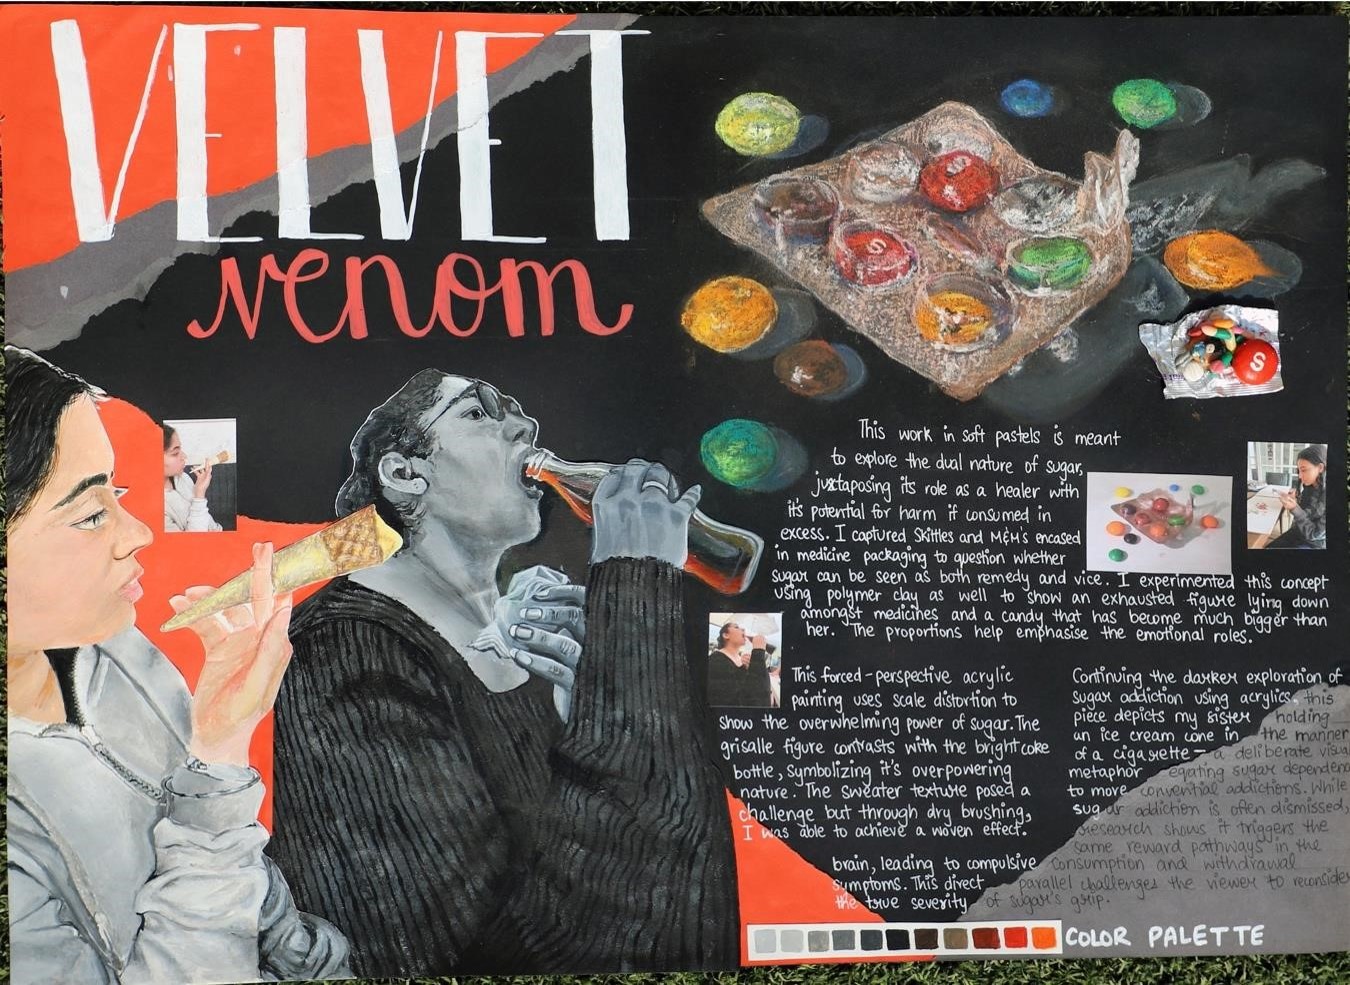 VELVET
venom
S
S
S
This work in soft pastels is meant
to explore the dual nature of sugar,
juxtaposing its role as a healer with
it's potential for harm if consumed in
excess. I captured Skittles and M&M's encased
in medicine packaging to question whether
sugar can be seen as both remedy and vice. I experimented this concept
using polymer clay as well to show an exhausted figure lying down
amongst medicines and a candy that has become much bigger than
her. The proportions help emphasise the emotional roles.
This forced-perspective acrylic
painting uses scale distortion to
show the overwhelming power of sugar. The
grisalle figure contrasts with the bright coke
bottle, symbolizing it's overpowering
nature. The sweater texture posed a
challenge but through dry brushing,
I was able to achieve a woven effect.
Continuing the darker exploration of
sugar addiction using acrylics, this
piece depicts my sister holding
an ice cream cone in the manner
of a cigarette - a deliberate visual
metaphor eqating sugar dependenc
to more convential addictions. While
sugar addiction is often dismissed,
research shows it triggers the
same reward pathways in the
brain, leading to compulsive consumption and withdrawal
symptoms. This direct parallel challenges the viewer to reconsider
the true severity of sugar's grip.
COLOR PALETTE